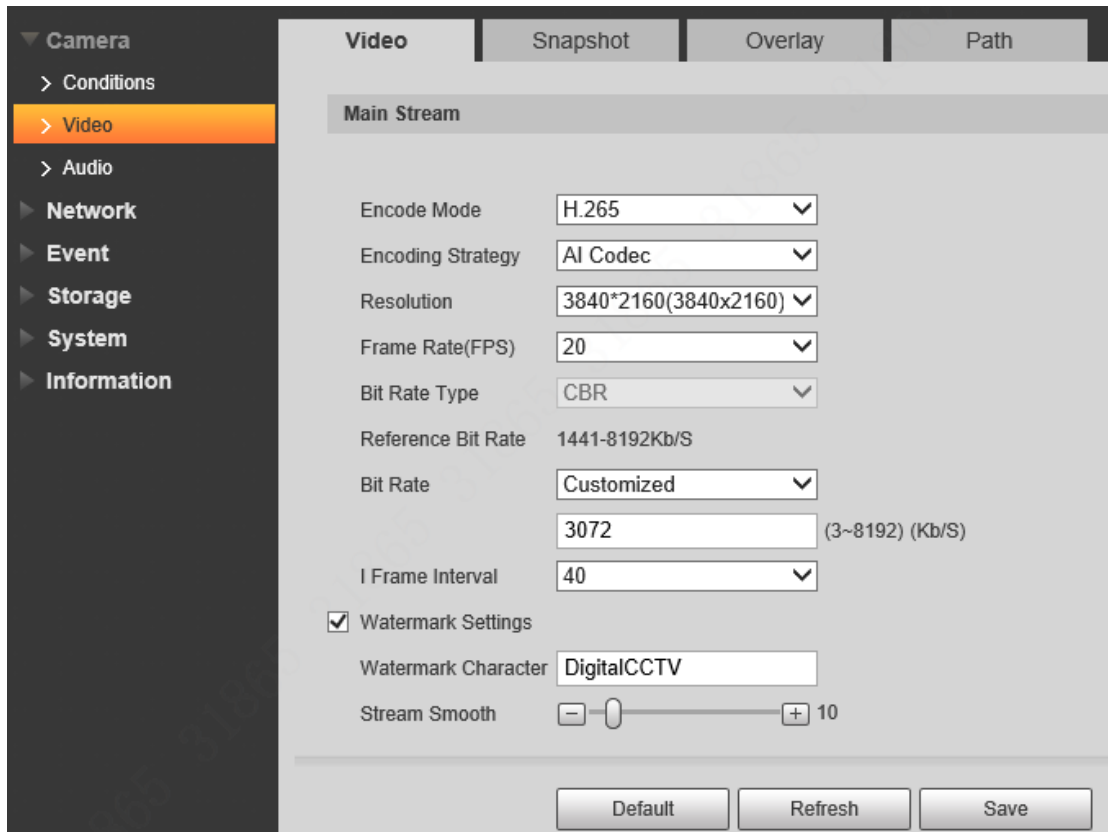 Camera
Conditions
Video
Audio
Network
Event
Storage
System
Information
Video Snapshot Overlay Path
Main Stream
Encode Mode H.265
Encoding Strategy AI Codec
Resolution 3840*2160(3840x2160)
Frame Rate(FPS) 20
Bit Rate Type CBR
Reference Bit Rate 1441-8192Kb/S
Bit Rate Customized
3072 (3~8192) (Kb/S)
I Frame Interval 40
Watermark Settings
Watermark Character DigitalCCTV
Stream Smooth 10
Default Refresh Save
31865 31865